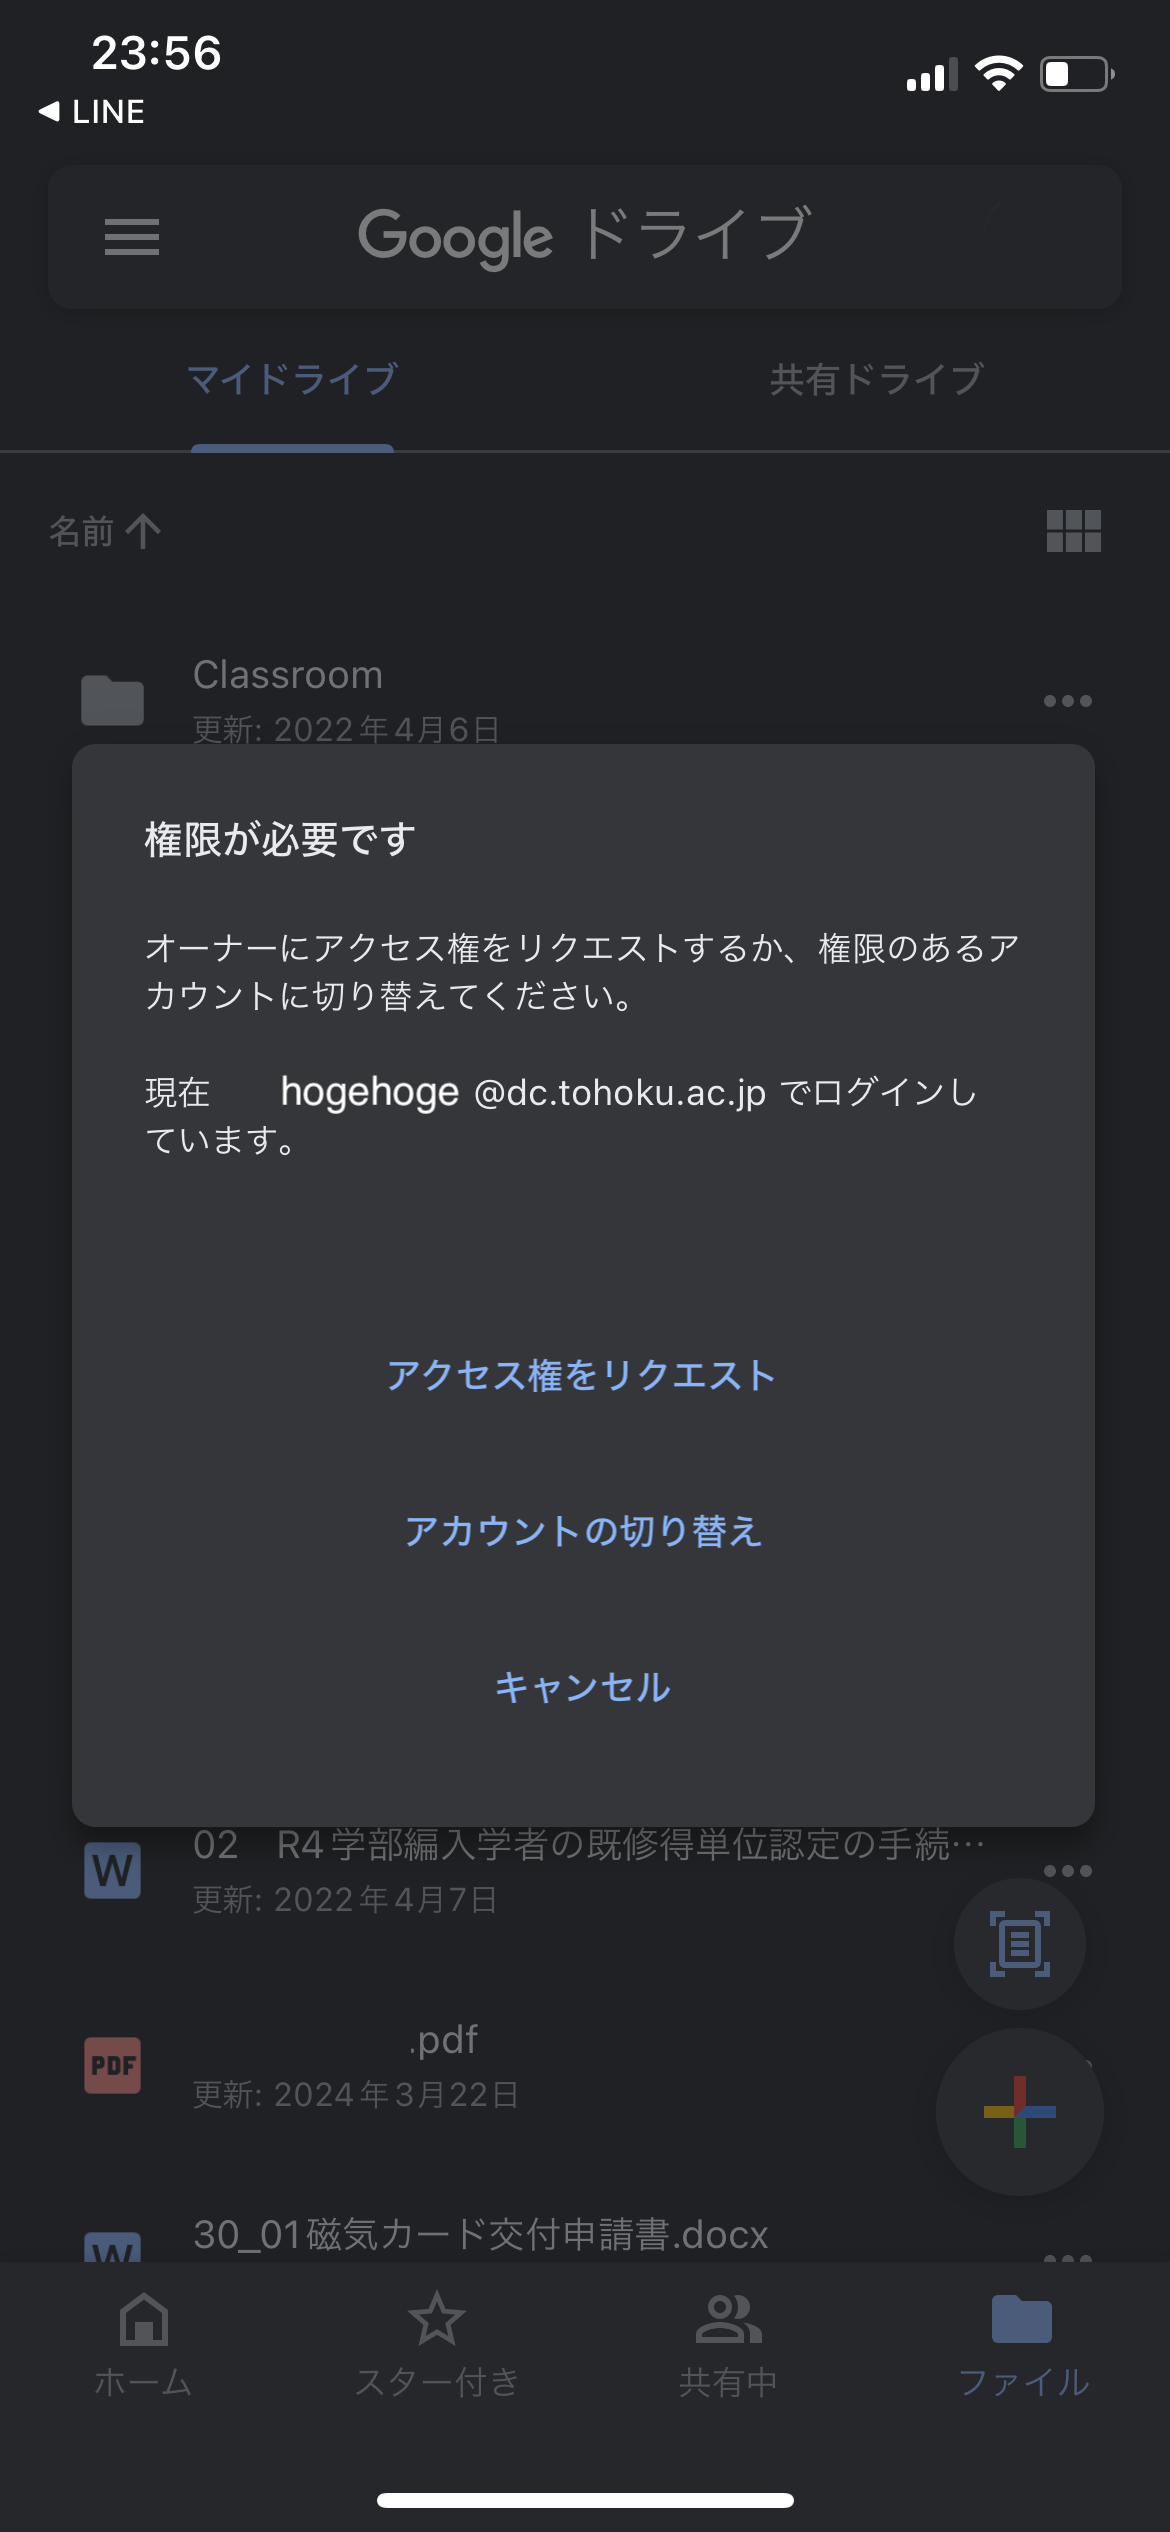 23:56
LINE
Google ドライブ
マイドライブ
共有ドライブ
名前
Classroom
更新: 2022年4月6日
権限が必要です
オーナーにアクセス権をリクエストするか、権限のあるア
カウントに切り替えてください。
現在 hogehoge @dc.tohoku.ac.jp でログインし
ています。
アクセス権をリクエスト
アカウントの切り替え
キャンセル
02 R4学部編入学者の既修得単位認定の手続…
W
更新: 2022年4月7日
.pdf
PDF
更新: 2024年3月22日
30_01磁気カード交付申請書.docx
W
ホーム
スター付き
共有中
ファイル